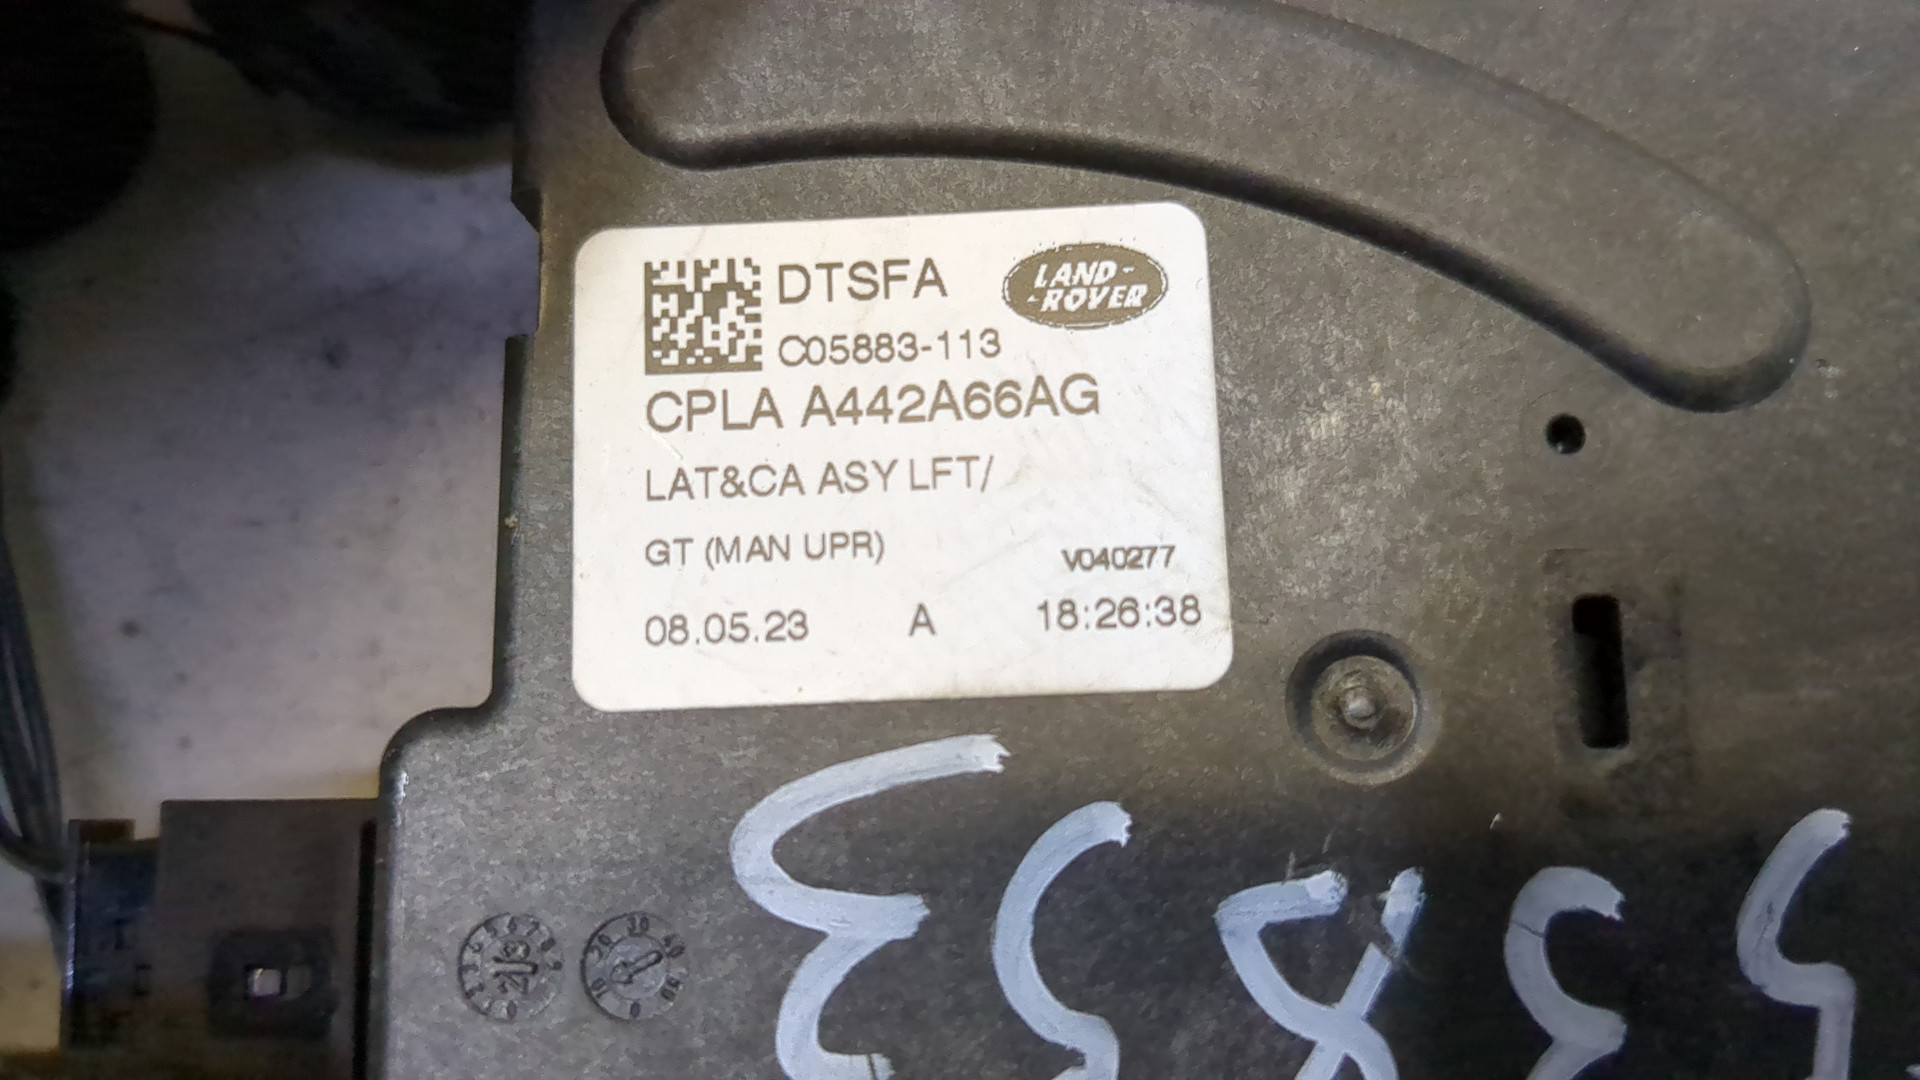 DTSFA
LAND-
-ROVER
C05883-113
CPLA A442A66AG
LAT&CA ASY LFT/
GT (MAN UPR)
V040277
08.05.23 A 18:26:38